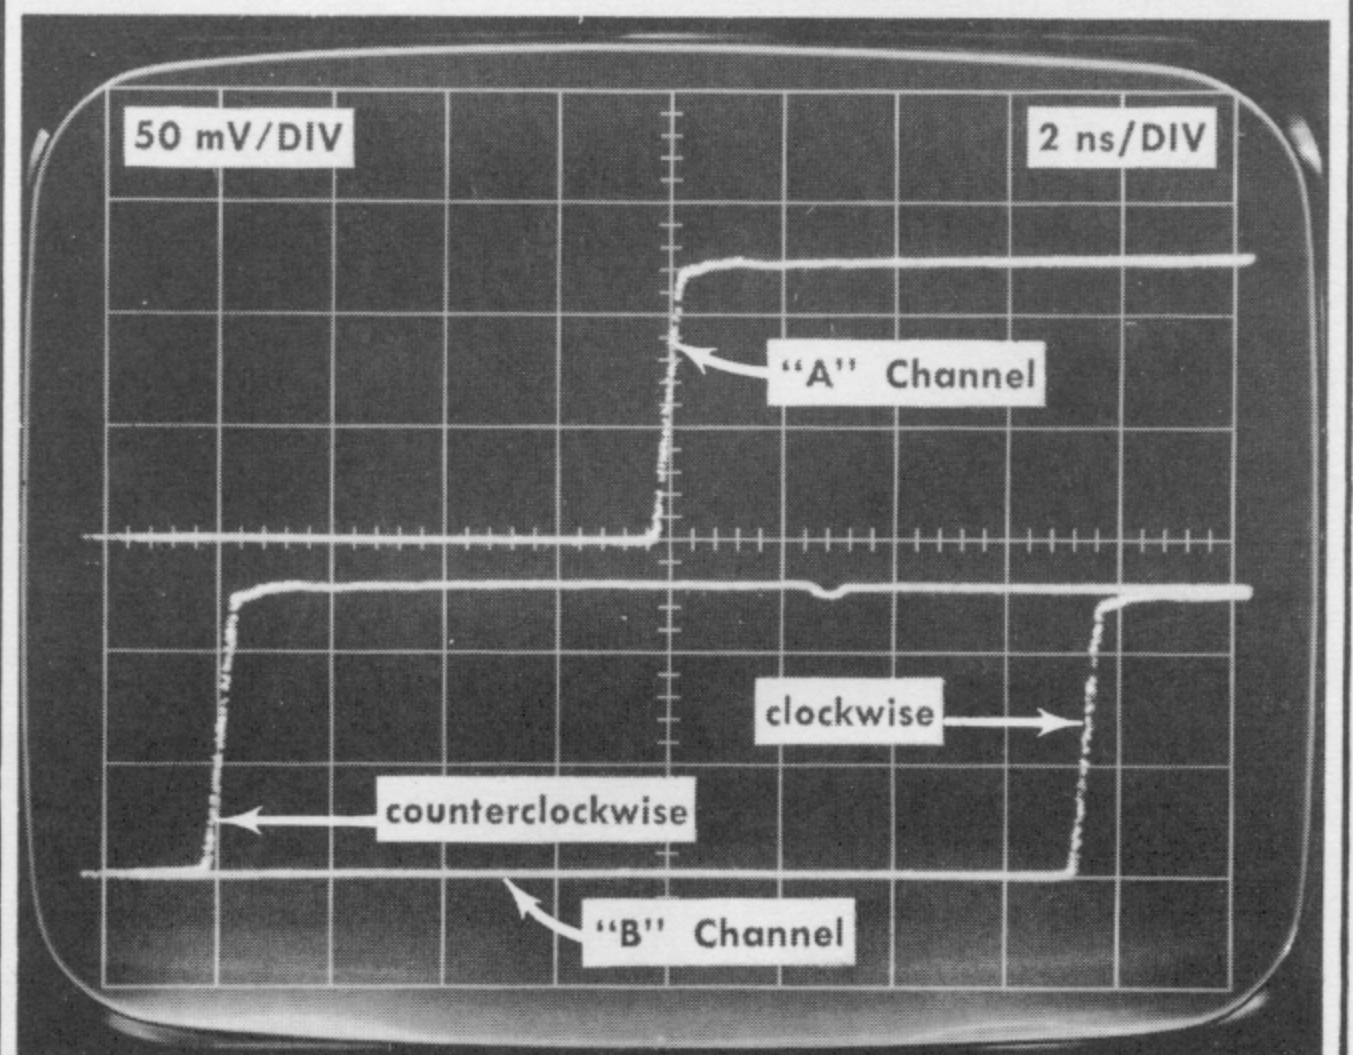 50 mV/DIV
2 ns/DIV
“A” Channel
clockwise
counterclockwise
“B” Channel